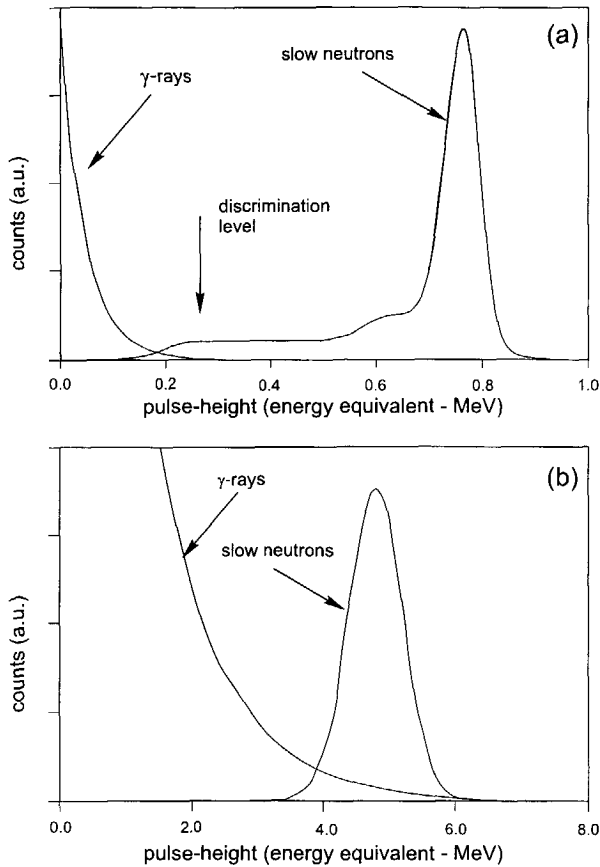 (a)
slow neutrons
γ-rays
discrimination
level
counts (a.u.)
0.0 0.2 0.4 0.6 0.8 1.0
pulse-height (energy equivalent - MeV)
(b)
γ-rays
slow neutrons
counts (a.u.)
0.0 2.0 4.0 6.0 8.0
pulse-height (energy equivalent - MeV)